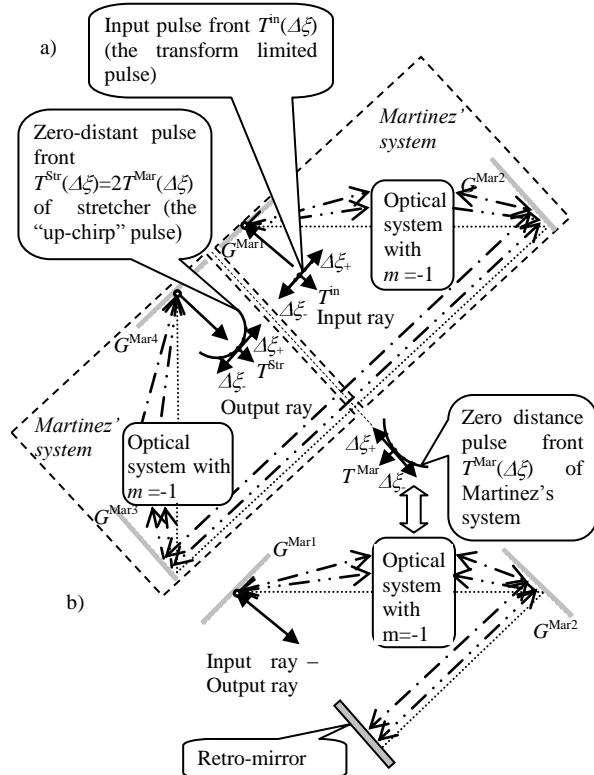 Input pulse front Tⁱⁿ(Δξ)
(the transform limited
pulse)
a)
Zero-distant pulse
front
T^Str(Δξ)=2T^Mar(Δξ)
of stretcher (the
“up-chirp” pulse)
Martinez’
system
G^Mar2
Optical
system
with
m = -1
G^Mar1
Δξ₊
Tⁱⁿ
Δξ₋
Input ray
G^Mar4
Δξ₊
Δξ₋
T^Str
Output ray
Martinez’
system
Optical
system with
m =-1
G^Mar3
Δξ₊
T^Mar
Δξ₋
Zero distance
pulse front
T^Mar(Δξ) of
Martinez’s
system
b)
G^Mar1
Optical
system
with
m=-1
G^Mar2
Input ray –
Output ray
Retro-mirror